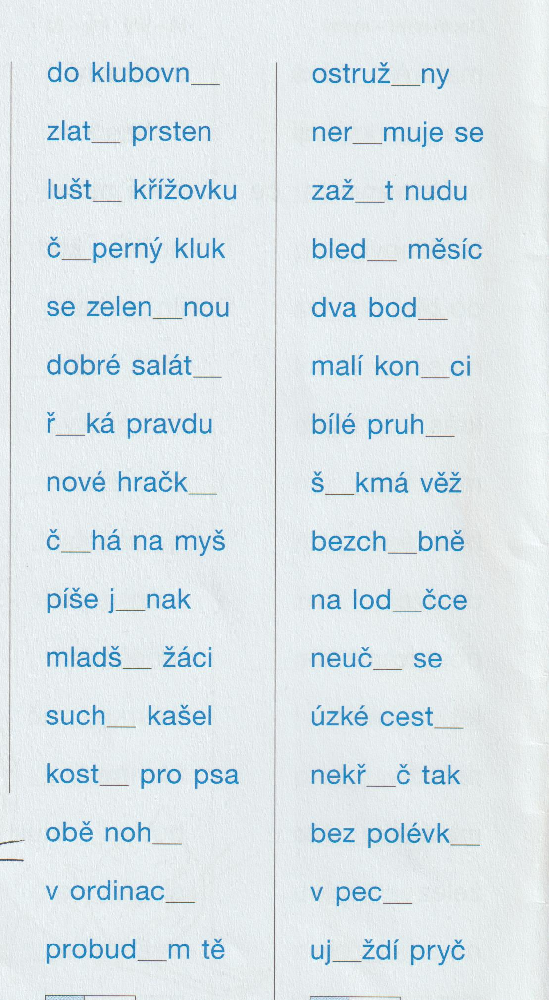 do klubovn__
zlat__ prsten
lušt__ křížovku
č__perný kluk
se zelen__nou
dobré salát__
ř__ká pravdu
nové hračk__
č__há na myš
píše j__nak
mladš__ žáci
such__ kašel
kost__ pro psa
obě noh__
v ordinac__
probud__m tě
ostruž__ny
ner__muje se
zaž__t nudu
bled__ měsíc
dva bod__
malí kon__ci
bílé pruh__
š__kmá věž
bezch__bně
na lod__čce
neuč__ se
úzké cest__
nekř__č tak
bez polévk__
v pec__
uj__ždí pryč